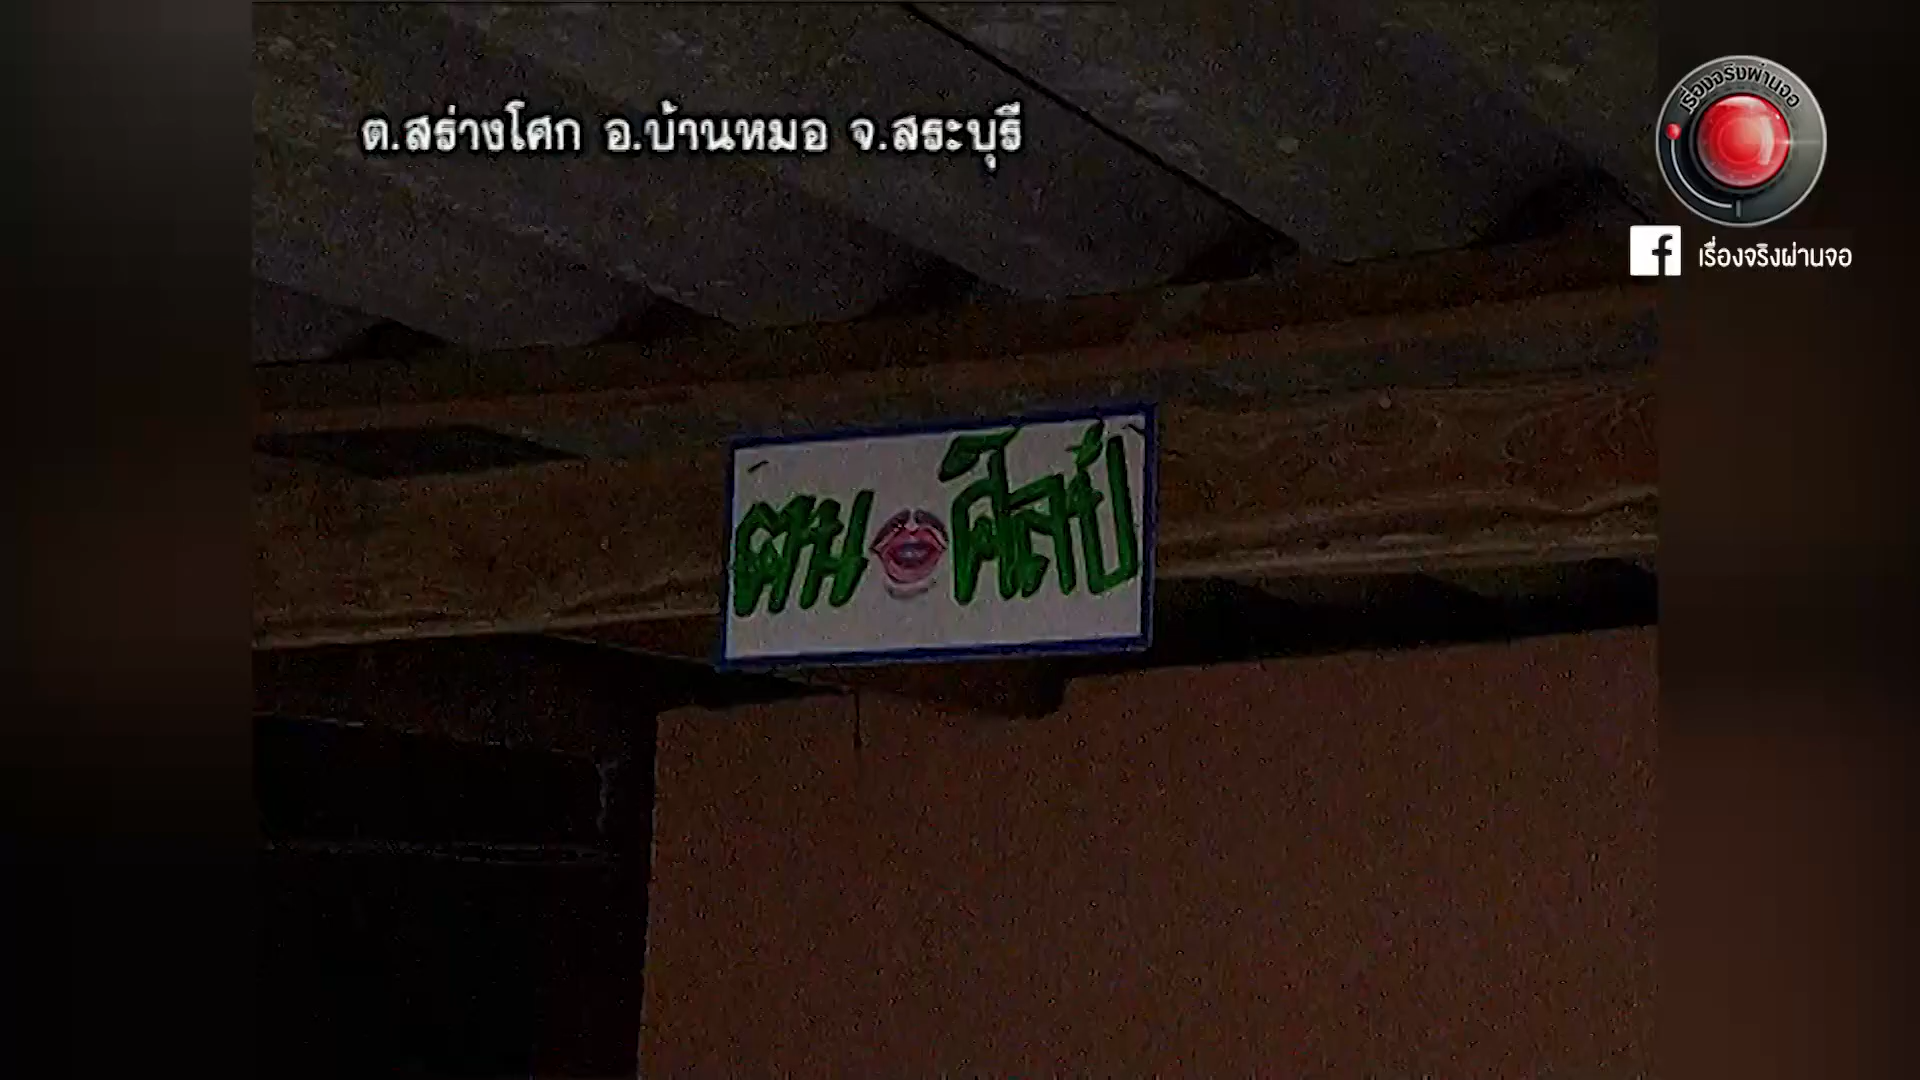 ต.สร่างโศก อ.บ้านหมอ จ.สระบุรี
เรื่องจริงผ่านจอ
เรื่องจริงผ่านจอ
ศิลป์